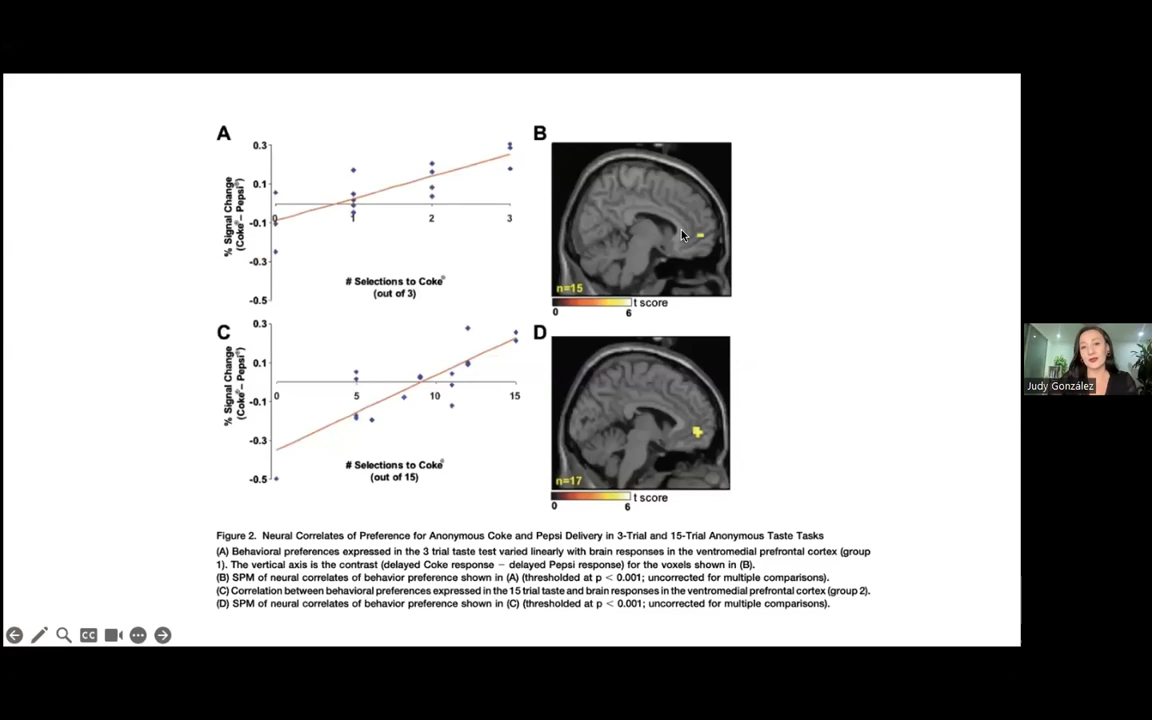 A
0.3
0.1
-0.1
-0.3
-0.5
0
1
2
3
% Signal Change
(Coke® – Pepsi®)
# Selections to Coke®
(out of 3)
B
n=15
t score
0
6
C
0.3
0.1
-0.1
-0.3
-0.5
0
5
10
15
% Signal Change
(Coke® – Pepsi®)
# Selections to Coke®
(out of 15)
D
n=17
t score
0
6
Judy González
Figure 2. Neural Correlates of Preference for Anonymous Coke and Pepsi Delivery in 3-Trial and 15-Trial Anonymous Taste Tasks
(A) Behavioral preferences expressed in the 3 trial taste test varied linearly with brain responses in the ventromedial prefrontal cortex (group
1). The vertical axis is the contrast (delayed Coke response − delayed Pepsi response) for the voxels shown in (B).
(B) SPM of neural correlates of behavior preference shown in (A) (thresholded at p < 0.001; uncorrected for multiple comparisons).
(C) Correlation between behavioral preferences expressed in the 15 trial taste and brain responses in the ventromedial prefrontal cortex (group 2).
(D) SPM of neural correlates of behavior preference shown in (C) (thresholded at p < 0.001; uncorrected for multiple comparisons).
CC